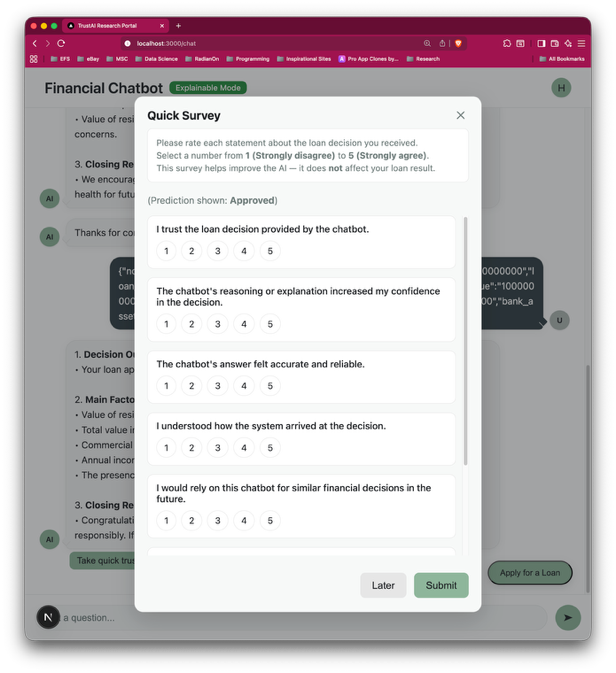 TrustAI Research Portal
localhost:3000/chat
EFS
eBay
MSC
Data Science
RadianOn
Programming
Inspirational Sites
Pro App Clones by...
Research
All Bookmarks
Financial Chatbot
Explainable Mode
H
• Value of resi
concerns.
3. Closing Re
• We encourag
health for futu
AI
AI
Thanks for co
{"no
oan
000
sset
0000000","l
ue":"100000
00","bank_a
U
1. Decision O
• Your loan ap
2. Main Facto
• Value of resi
• Total value i
• Commercial
• Annual incor
• The presenc
3. Closing Re
• Congratulati
responsibly. If
AI
Take quick trus
Quick Survey
Please rate each statement about the loan decision you received.
Select a number from 1 (Strongly disagree) to 5 (Strongly agree).
This survey helps improve the AI — it does not affect your loan result.
(Prediction shown: Approved)
I trust the loan decision provided by the chatbot.
1 2 3 4 5
The chatbot's reasoning or explanation increased my confidence
in the decision.
1 2 3 4 5
The chatbot's answer felt accurate and reliable.
1 2 3 4 5
I understood how the system arrived at the decision.
1 2 3 4 5
I would rely on this chatbot for similar financial decisions in the
future.
1 2 3 4 5
Later
Submit
Apply for a Loan
N
a question...